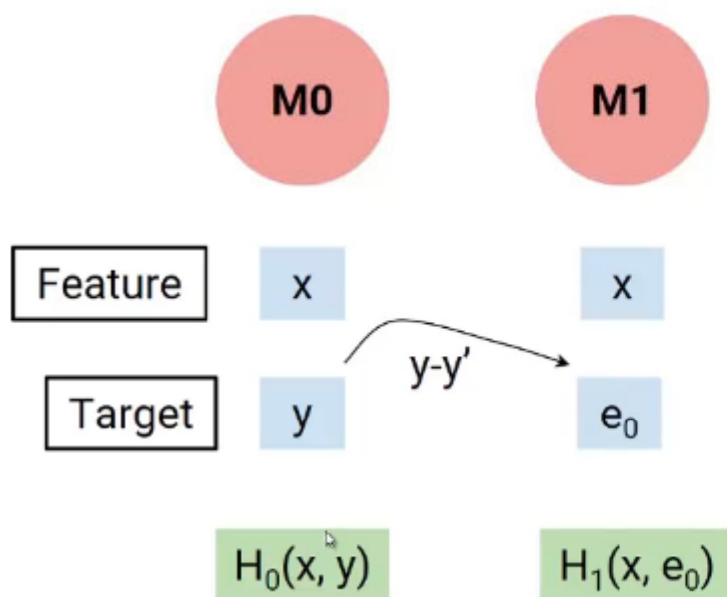 M0 M1
Feature x x
y-y’
Target y e₀
H₀(x, y) H₁(x, e₀)